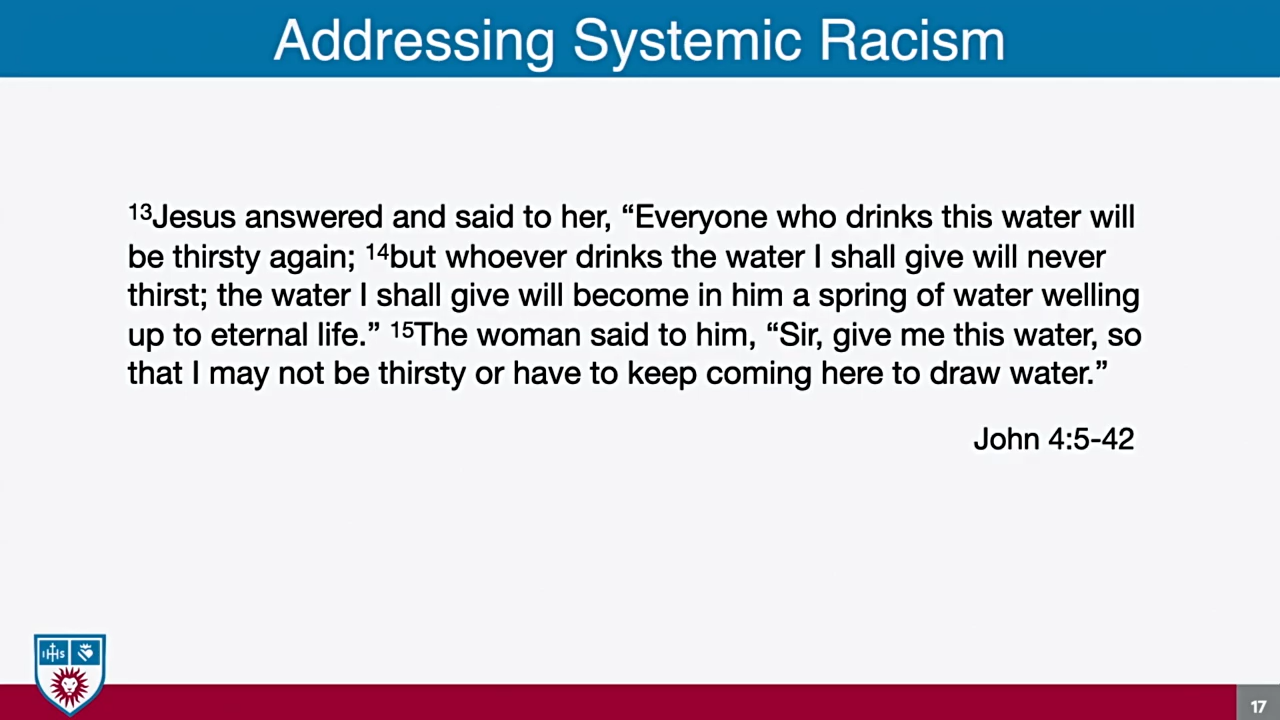 Addressing Systemic Racism
¹³Jesus answered and said to her, “Everyone who drinks this water will
be thirsty again; ¹⁴but whoever drinks the water I shall give will never
thirst; the water I shall give will become in him a spring of water welling
up to eternal life.” ¹⁵The woman said to him, “Sir, give me this water, so
that I may not be thirsty or have to keep coming here to draw water.”
John 4:5-42
IHS
17